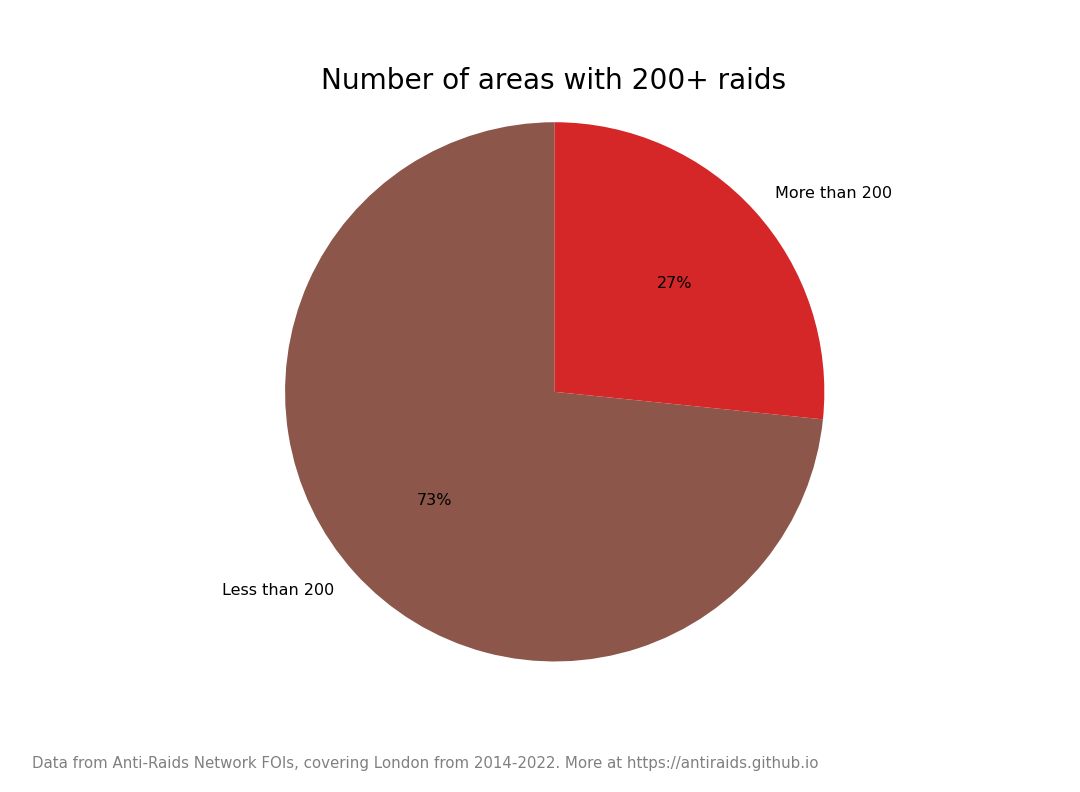 Number of areas with 200+ raids
More than 200
27%
73%
Less than 200
Data from Anti-Raids Network FOIs, covering London from 2014-2022. More at https://antiraids.github.io